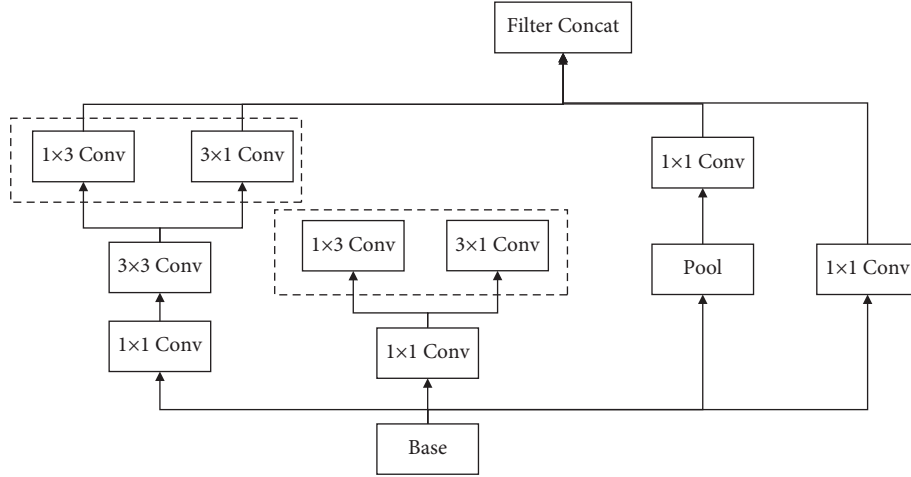 Filter Concat
1×3 Conv
3×1 Conv
1×1 Conv
1×3 Conv
3×1 Conv
3×3 Conv
Pool
1×1 Conv
1×1 Conv
1×1 Conv
Base